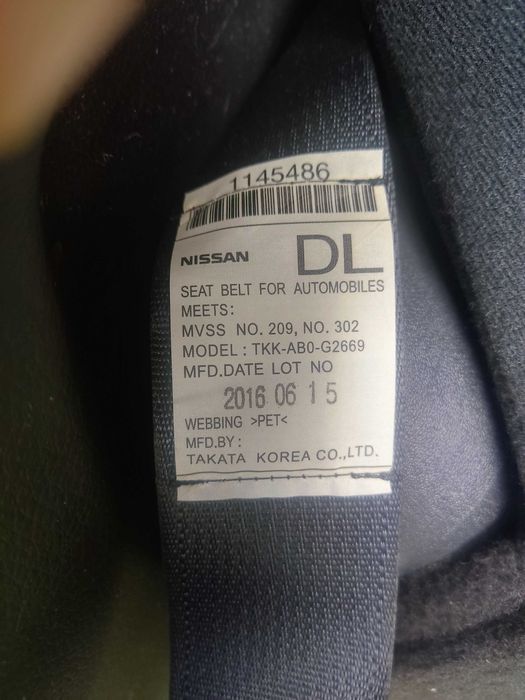 1145486
NISSAN DL
SEAT BELT FOR AUTOMOBILES
MEETS:
MVSS NO. 209, NO. 302
MODEL : TKK-AB0-G2669
MFD.DATE LOT NO
2016 06 15
WEBBING >PET<
MFD.BY:
TAKATA KOREA CO.,LTD.